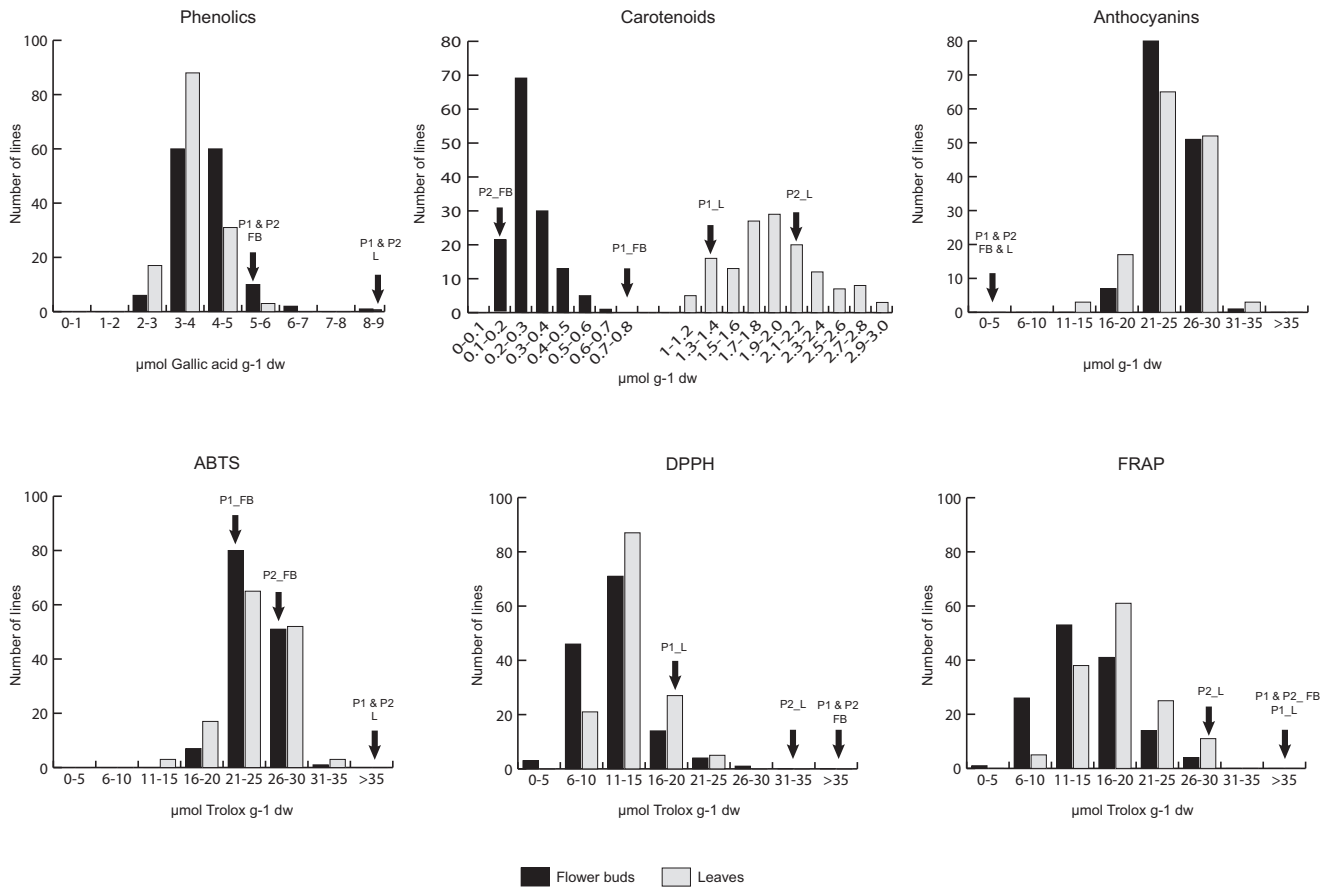 Phenolics
Number of lines
100
80
60
40
20
0
P1 & P2
FB
P1 & P2
L
0-1 1-2 2-3 3-4 4-5 5-6 6-7 7-8 8-9
µmol Gallic acid g-1 dw
Carotenoids
Number of lines
80
70
60
50
40
30
20
10
0
P2_FB
P1_FB
P1_L
P2_L
0-0.1 0.1-0.2 0.2-0.3 0.3-0.4 0.4-0.5 0.5-0.6 0.6-0.7 0.7-0.8 1-1.2 1.3-1.4 1.5-1.6 1.7-1.8 1.9-2.0 2.1-2.2 2.3-2.4 2.5-2.6 2.7-2.8 2.9-3.0
µmol g-1 dw
Anthocyanins
Number of lines
80
70
60
50
40
30
20
10
0
P1 & P2
FB & L
0-5 6-10 11-15 16-20 21-25 26-30 31-35 >35
µmol g-1 dw
ABTS
Number of lines
100
80
60
40
20
0
P1_FB
P2_FB
P1 & P2
L
0-5 6-10 11-15 16-20 21-25 26-30 31-35 >35
µmol Trolox g-1 dw
DPPH
Number of lines
100
80
60
40
20
0
P1_L
P2_L
P1 & P2
FB
0-5 6-10 11-15 16-20 21-25 26-30 31-35 >35
µmol Trolox g-1 dw
FRAP
Number of lines
100
80
60
40
20
0
P2_L
P1 & P2_FB
P1_L
0-5 6-10 11-15 16-20 21-25 26-30 31-35 >35
µmol Trolox g-1 dw
Flower buds
Leaves